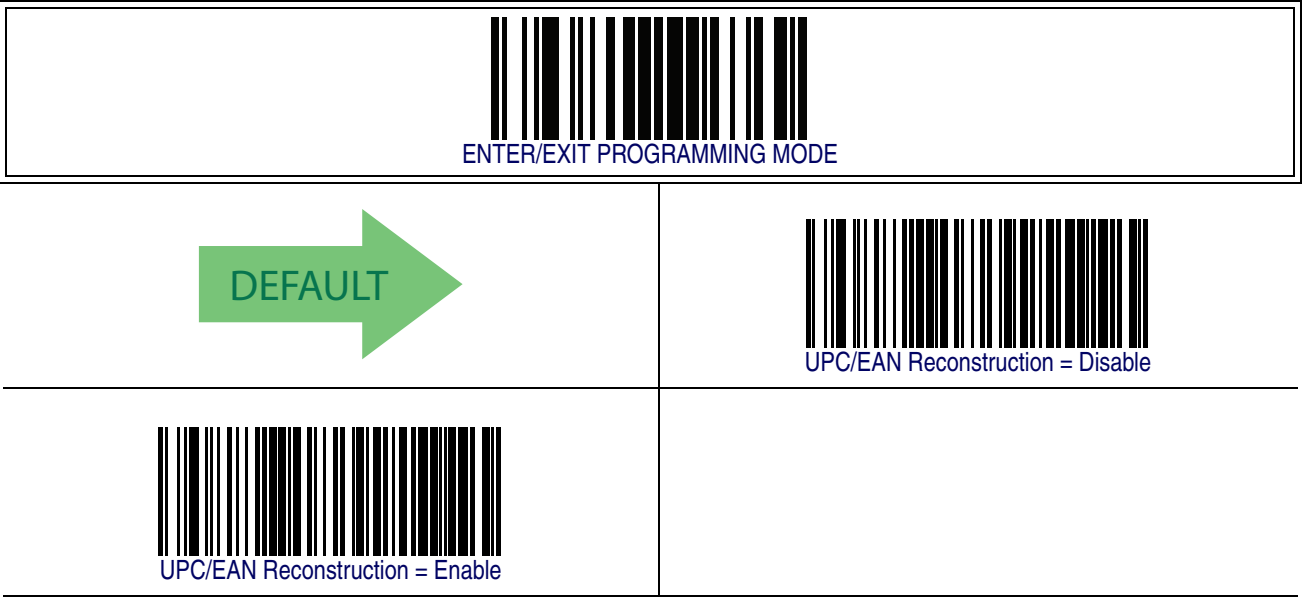 ENTER/EXIT PROGRAMMING MODE
DEFAULT
UPC/EAN Reconstruction = Disable
UPC/EAN Reconstruction = Enable